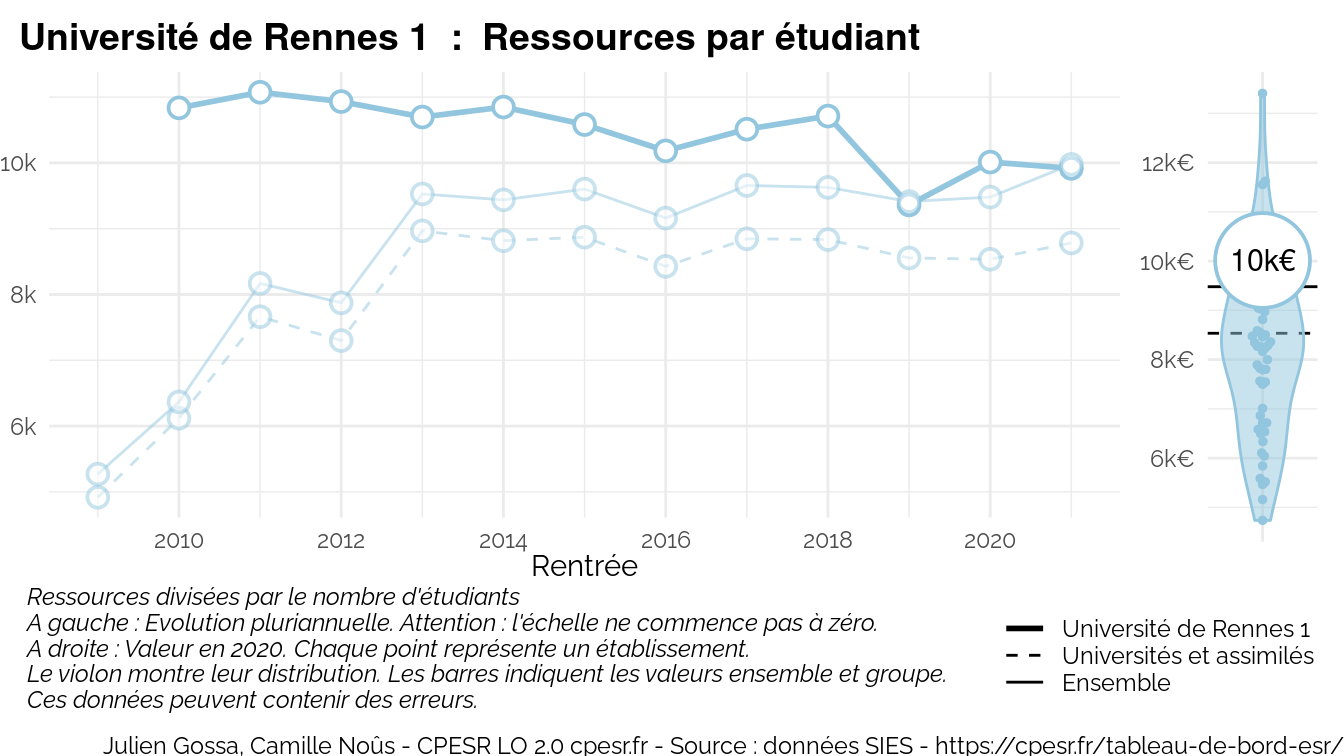 Université de Rennes 1 : Ressources par étudiant
10k
8k
6k
2010 2012 2014 2016 2018 2020
Rentrée
12k€
10k€
8k€
6k€
10k€
Ressources divisées par le nombre d'étudiants
A gauche : Evolution pluriannuelle. Attention : l'échelle ne commence pas à zéro.
A droite : Valeur en 2020. Chaque point représente un établissement.
Le violon montre leur distribution. Les barres indiquent les valeurs ensemble et groupe.
Ces données peuvent contenir des erreurs.
Université de Rennes 1
Universités et assimilés
Ensemble
Julien Gossa, Camille Noûs - CPESR LO 2.0 cpesr.fr - Source : données SIES - https://cpesr.fr/tableau-de-bord-esr/